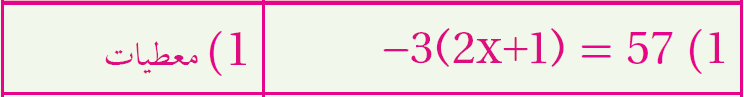 1) −3(2x+1) = 57
1) معطيات